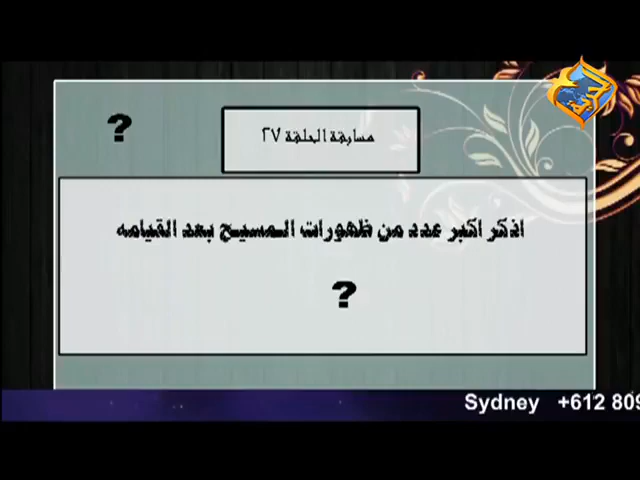 مسابقة الحلقة ٢٧
?
اذكر اكبر عدد من ظهورات المسيح بعد القيامه
?
Sydney +612 809